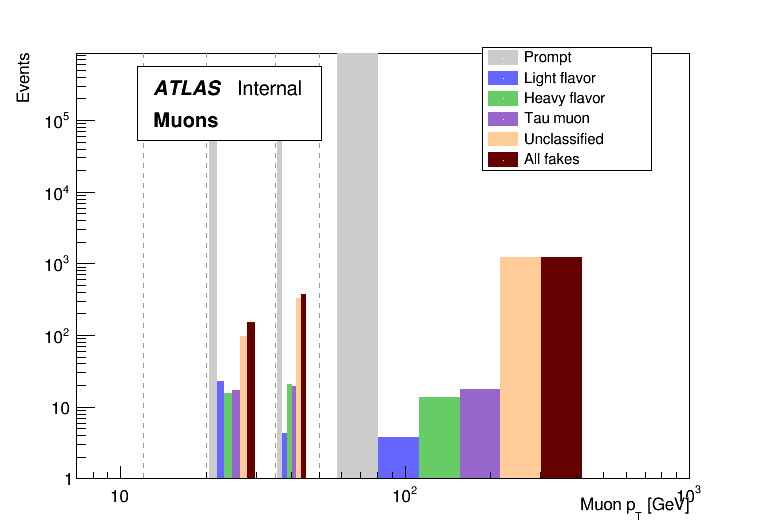 Events
ATLAS Internal
Muons
Prompt
Light flavor
Heavy flavor
Tau muon
Unclassified
All fakes
10^5
10^4
10^3
10^2
10
1
10
10^2
10^3
Muon p_T [GeV]